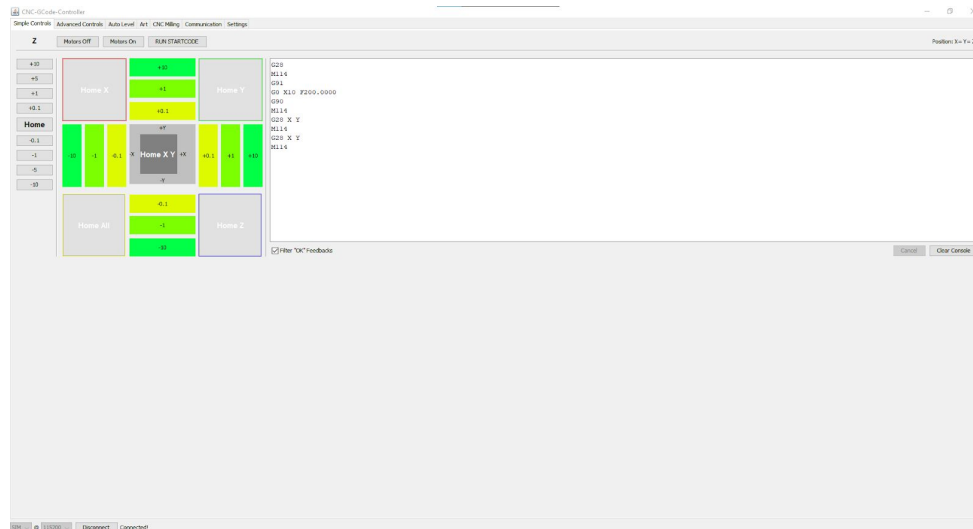 CNC-GCode-Controller
Simple Controls Advanced Controls Auto Level Art CNC Milling Communication Settings
Z Motors Off Motors On RUN STARTCODE Position: X= Y=
+10
+5
+1
+0.1
Home
-0.1
-1
-5
-10
Home X
+10
+1
+0.1
Home Y
-10 -1 -0.1
+Y
-X Home X Y +X
-Y
+0.1 +1 +10
Home All
-0.1
-1
-10
Home Z
G28
M114
G91
G0 X10 F200.0000
G90
M114
G28 X Y
M114
G28 X Y
M114
Filter "OK" Feedbacks Cancel Clear Console
@ Disconnect Connected!